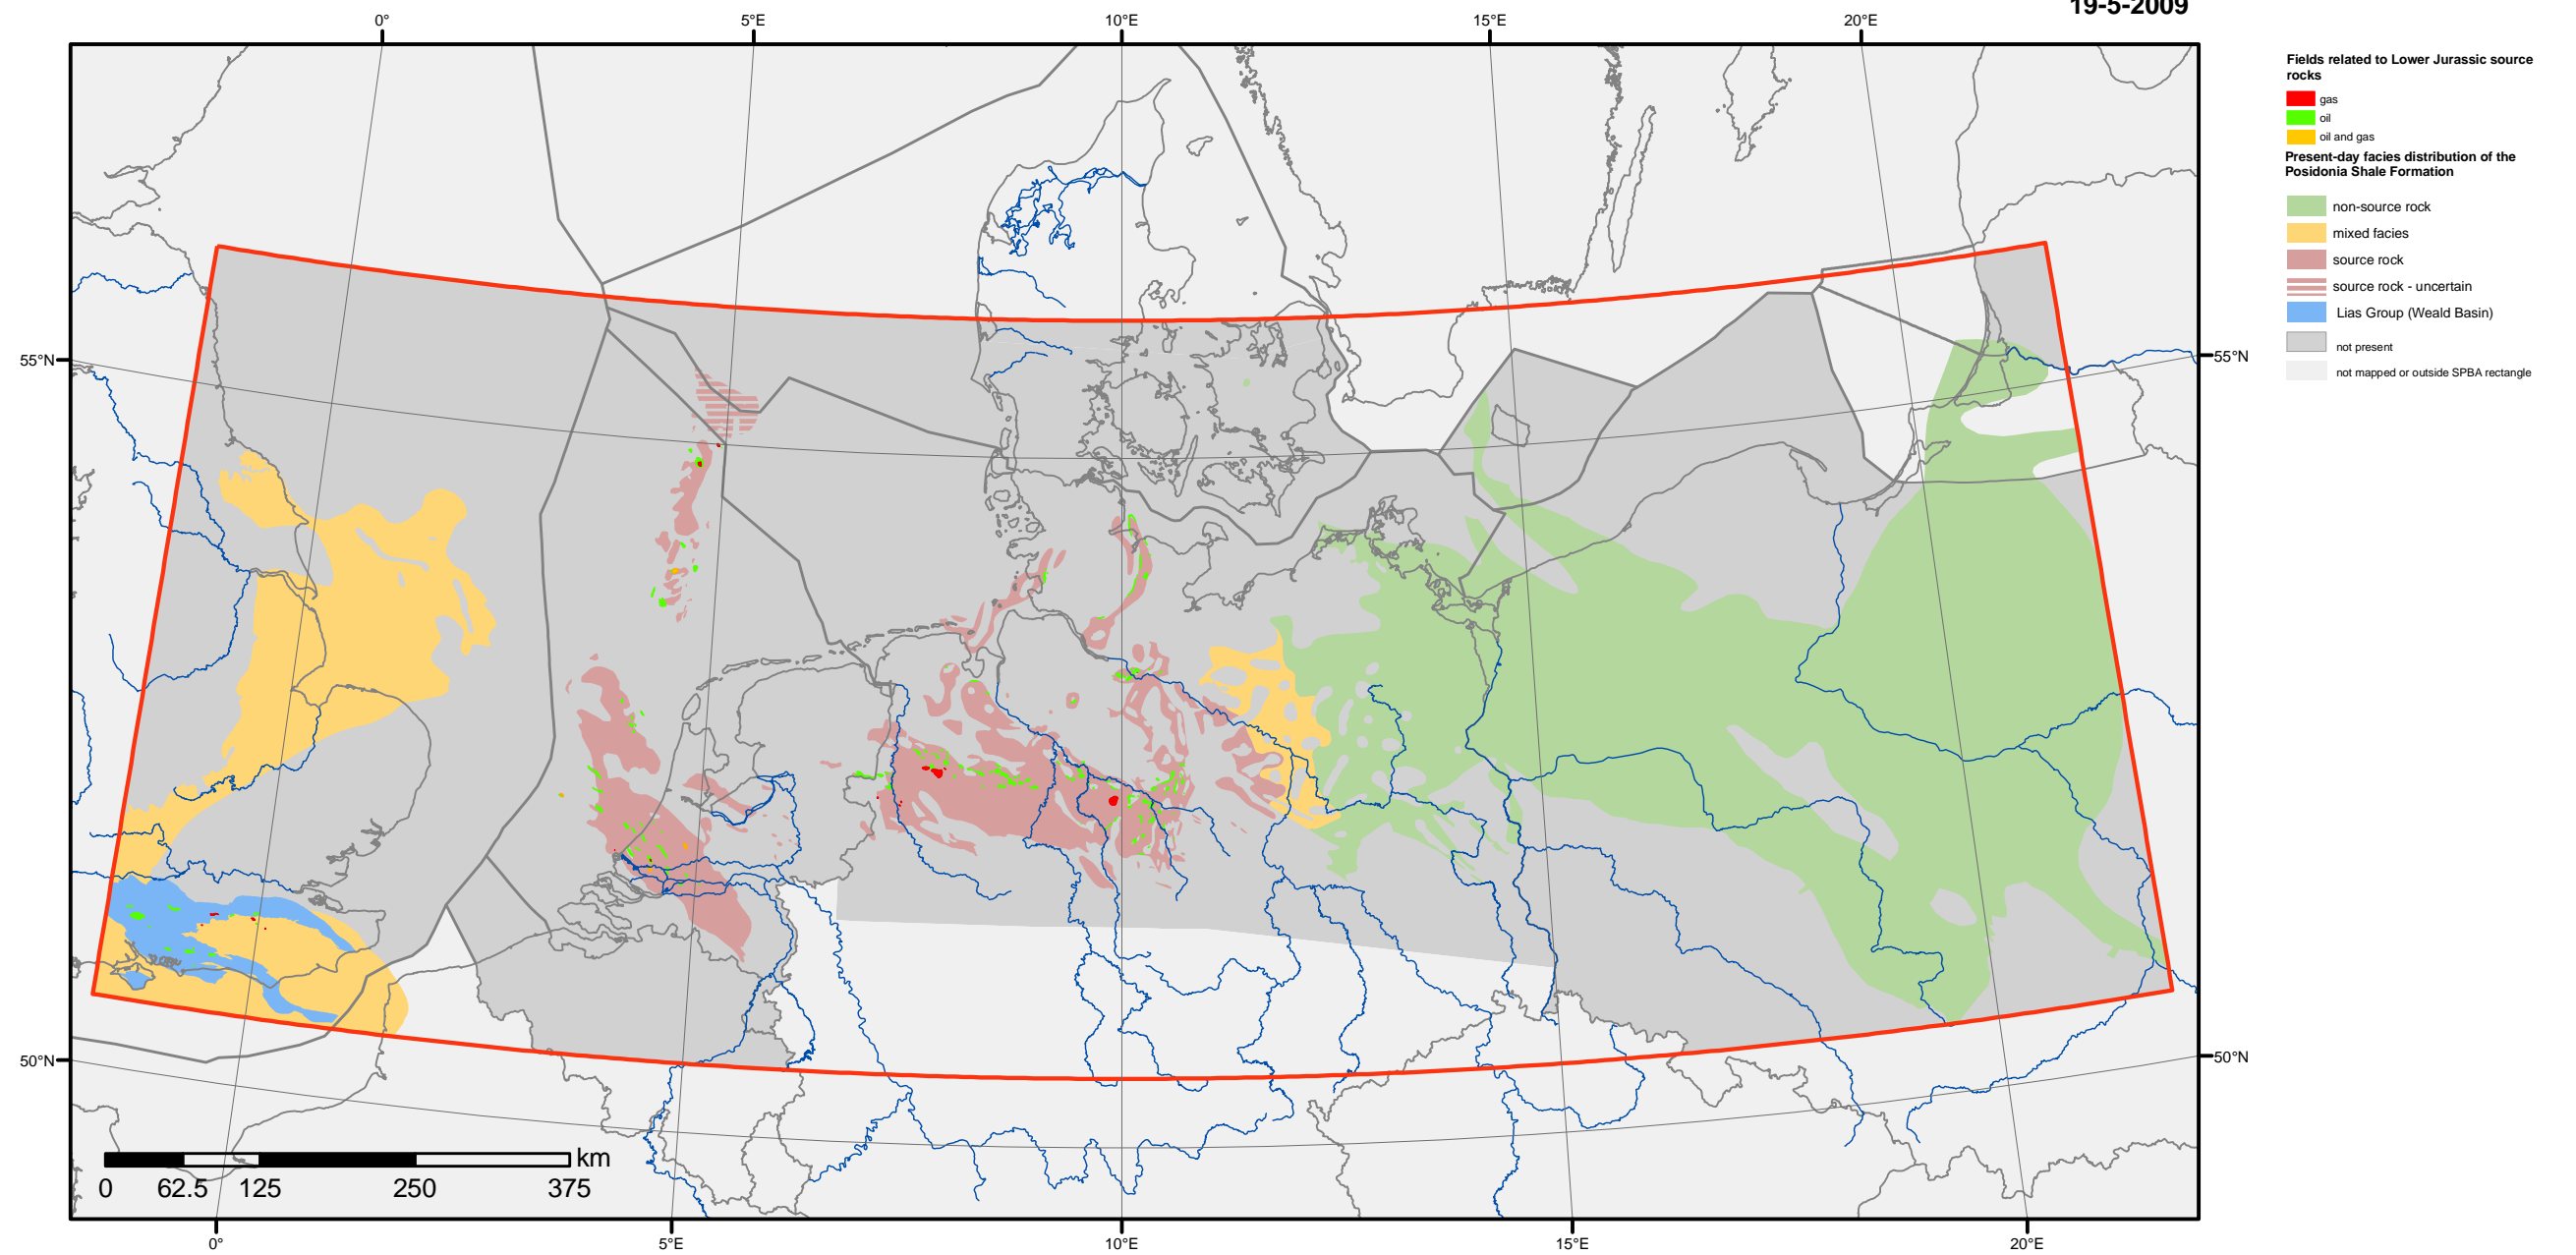 19-5-2009
0°
5°E
10°E
15°E
20°E
Fields related to Lower Jurassic source
rocks
gas
oil
oil and gas
Present-day facies distribution of the
Posidonia Shale Formation
non-source rock
mixed facies
source rock
source rock - uncertain
Lias Group (Weald Basin)
not present
not mapped or outside SPBA rectangle
55°N
55°N
50°N
50°N
km
0 62.5 125 250 375
0°
5°E
10°E
15°E
20°E